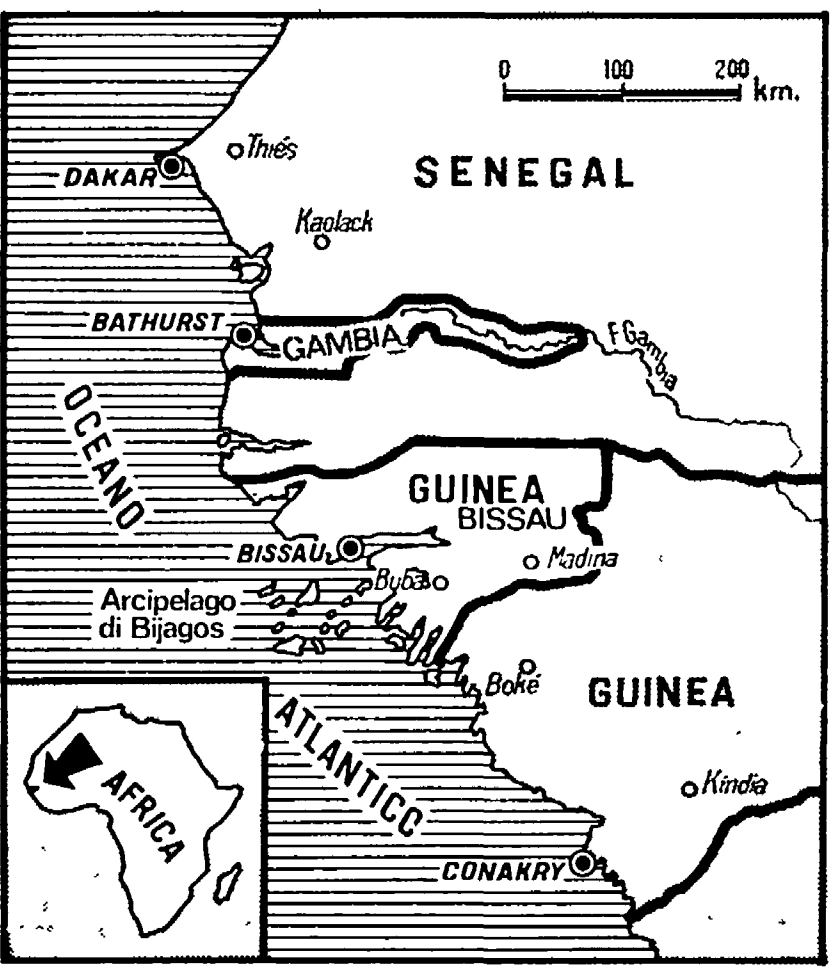 0 100 200 km.
Thiés
DAKAR
SENEGAL
Kaolack
BATHURST
GAMBIA
F Gambia
OCEANO
GUINEA
BISSAU
BISSAU
Madina
Buba
Arcipelago
di Bijagos
Boké
GUINEA
ATLANTICO
AFRICA
Kindia
CONAKRY